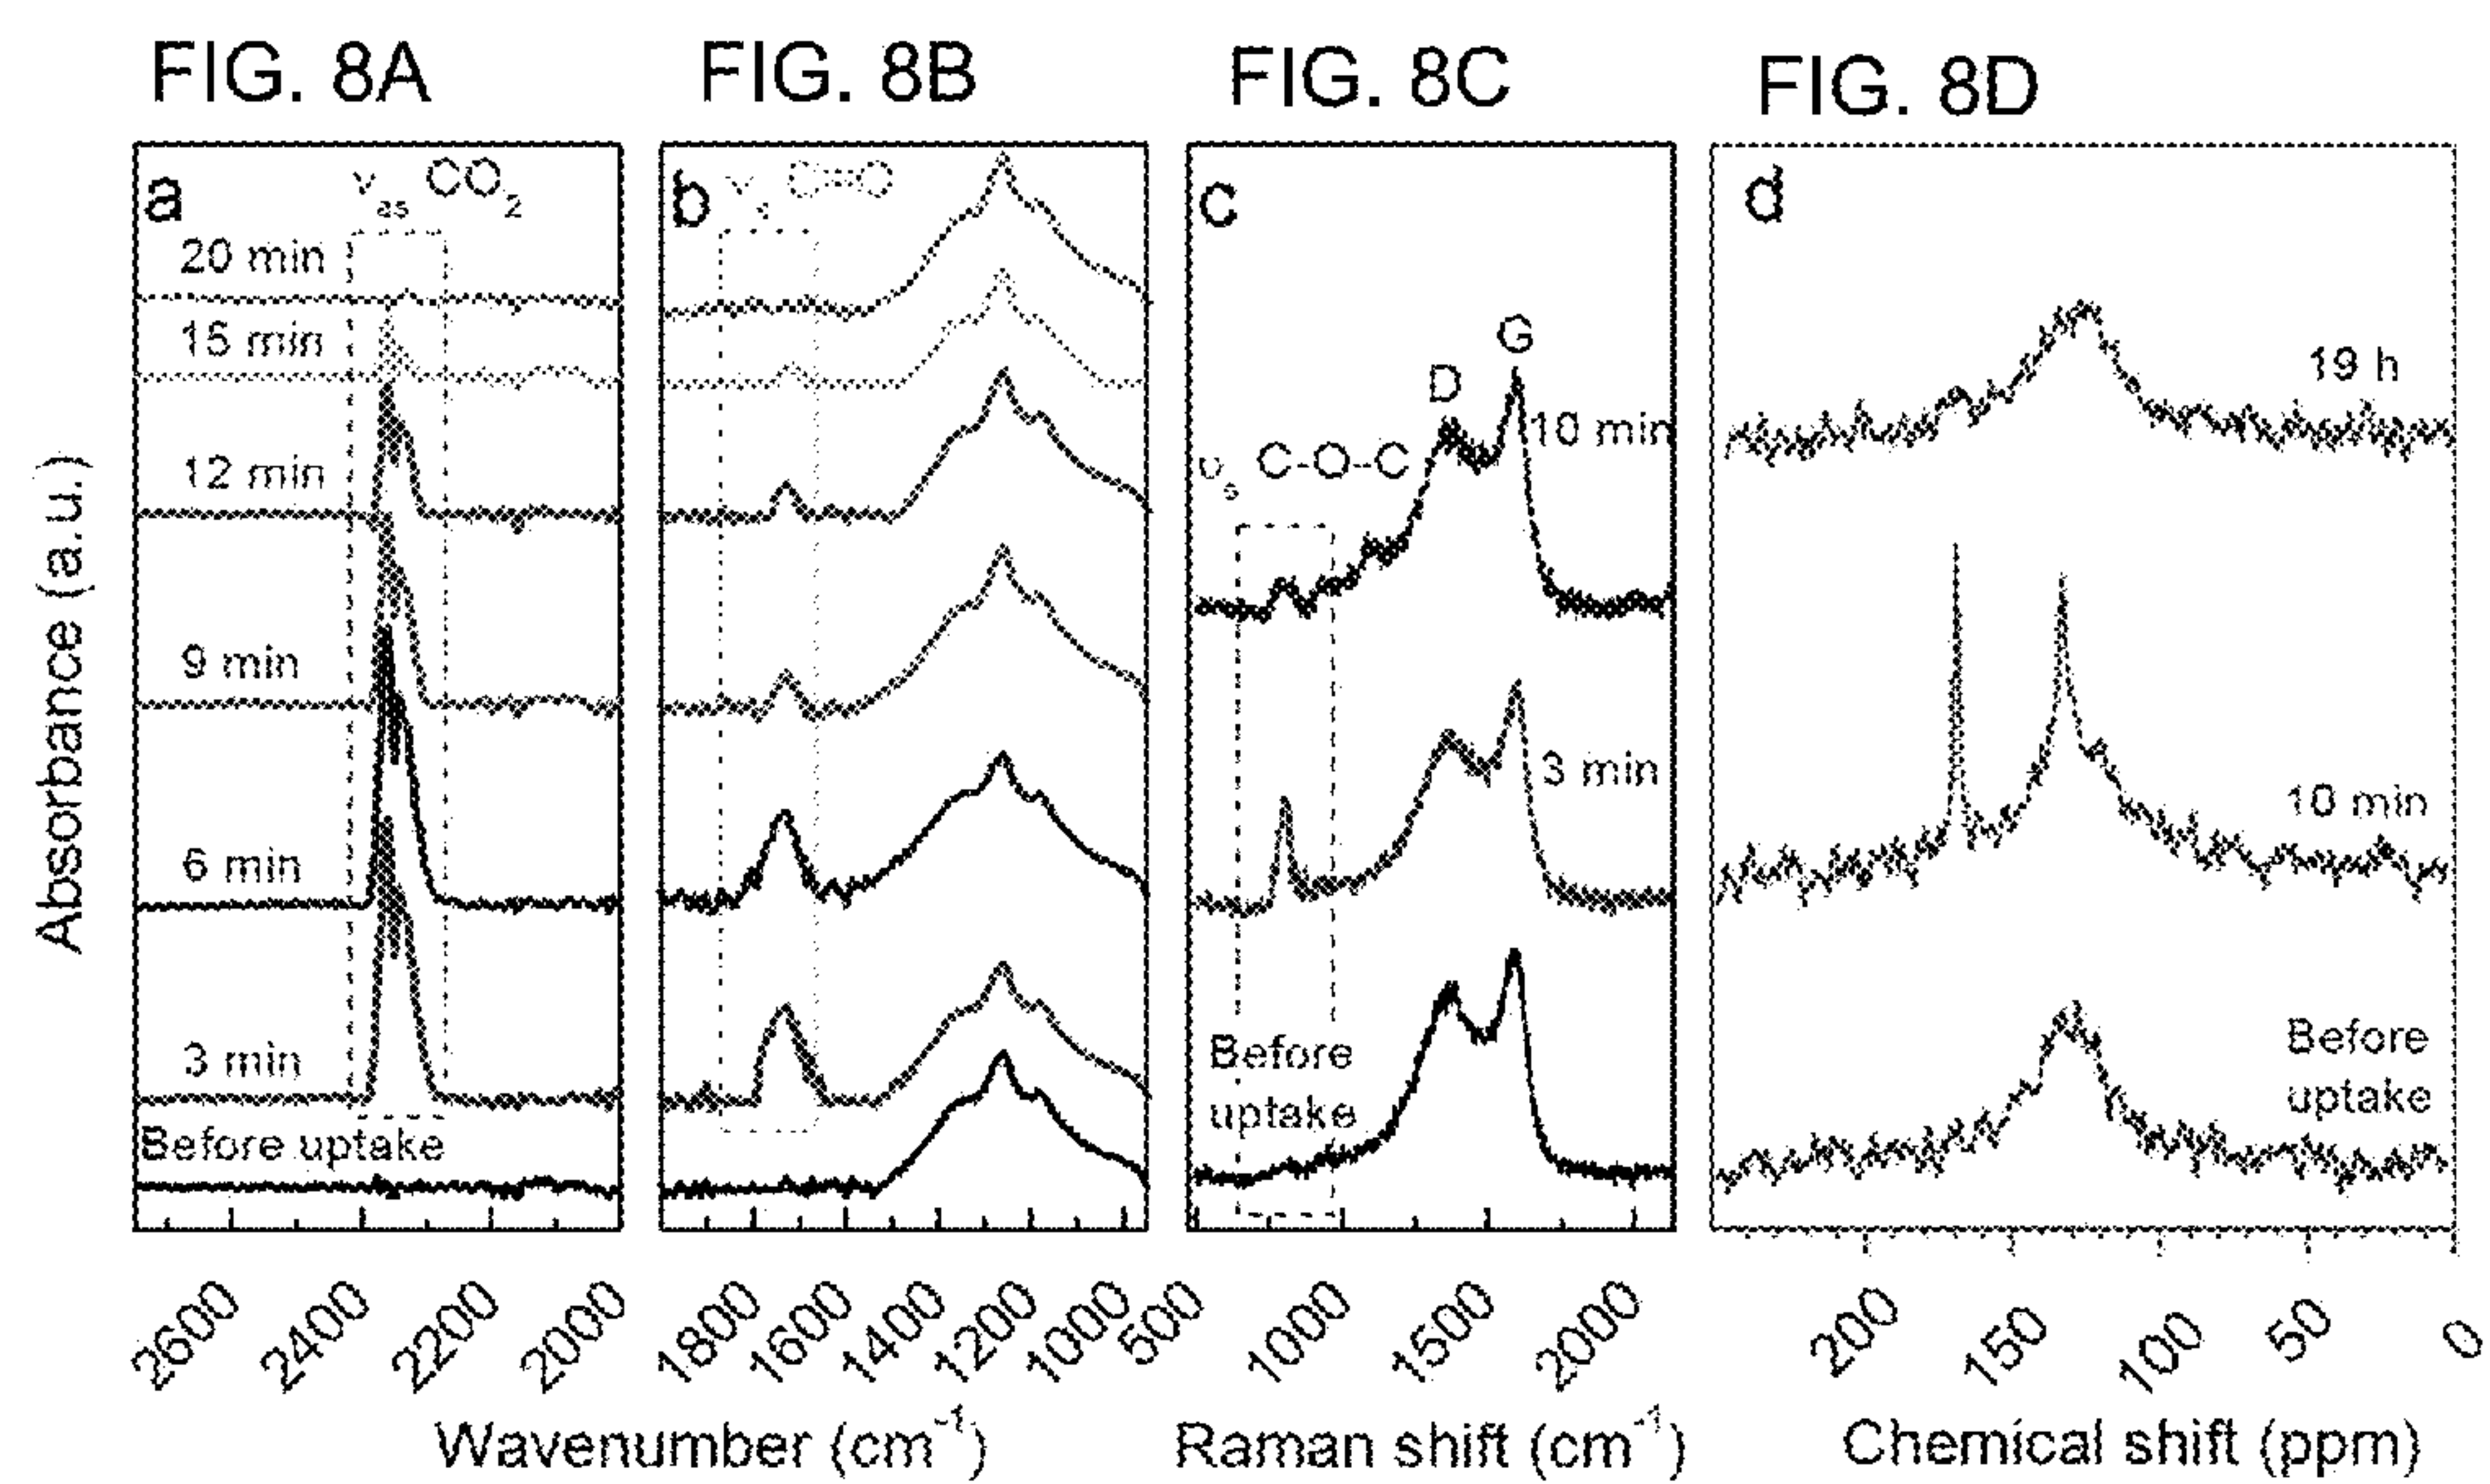 FIG. 8A
FIG. 8B
FIG. 8C
FIG. 8D
Absorbance (a.u.)
a
νas CO2
20 min
15 min
12 min
9 min
6 min
3 min
Before uptake
2600
2400
2200
2000
b
νs C=O
1800
1600
1400
1200
1000
Wavenumber (cm-1)
c
G
D
10 min
υs C-O-C
3 min
Before
uptake
500
1000
1500
2000
Raman shift (cm-1)
d
19 h
10 min
Before
uptake
200
150
100
50
0
Chemical shift (ppm)